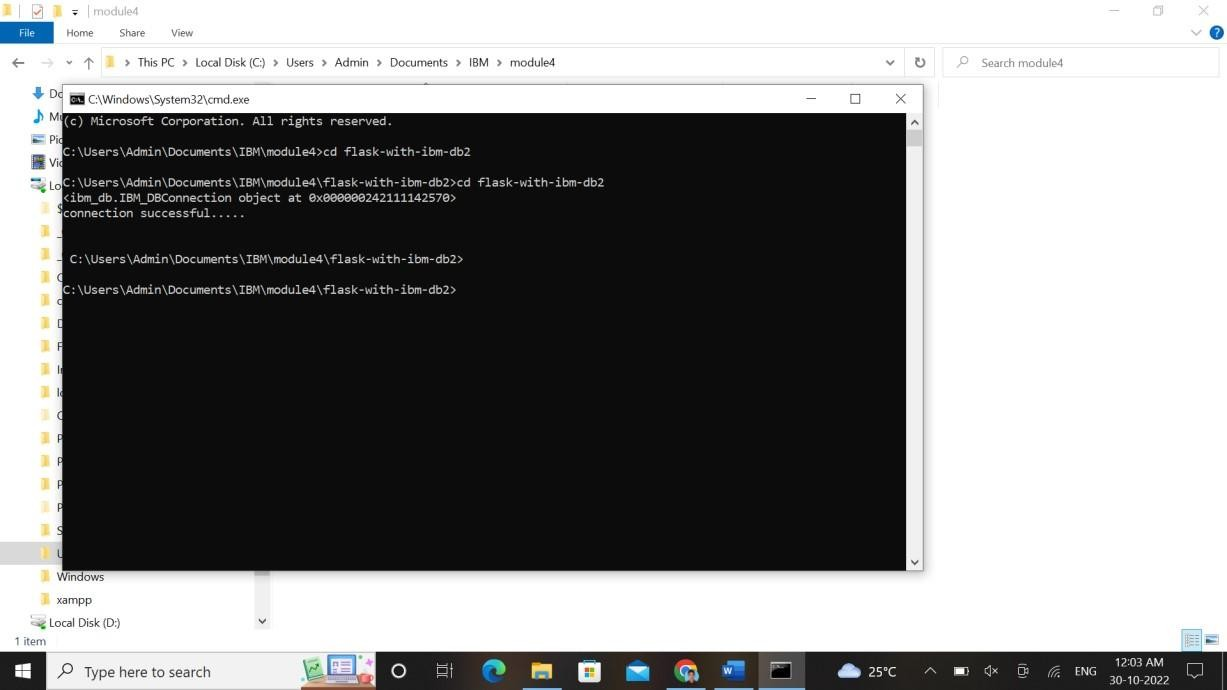 module4
File Home Share View
This PC > Local Disk (C:) > Users > Admin > Documents > IBM > module4
Search module4
C:\Windows\System32\cmd.exe
(c) Microsoft Corporation. All rights reserved.
C:\Users\Admin\Documents\IBM\module4>cd flask-with-ibm-db2
C:\Users\Admin\Documents\IBM\module4\flask-with-ibm-db2>cd flask-with-ibm-db2
<ibm_db.IBM_DBConnection object at 0x000000242111142570>
connection successful.....
C:\Users\Admin\Documents\IBM\module4\flask-with-ibm-db2>
C:\Users\Admin\Documents\IBM\module4\flask-with-ibm-db2>
Windows
xampp
Local Disk (D:)
1 item
Type here to search
25°C
ENG
12:03 AM
30-10-2022